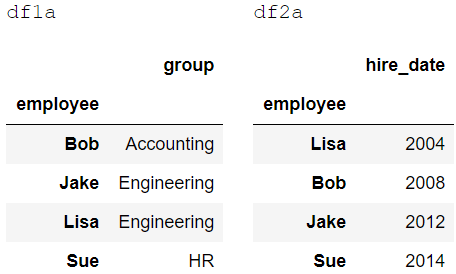 df1a df2a
group hire_date
employee employee
Bob Accounting Lisa 2004
Jake Engineering Bob 2008
Lisa Engineering Jake 2012
Sue HR Sue 2014